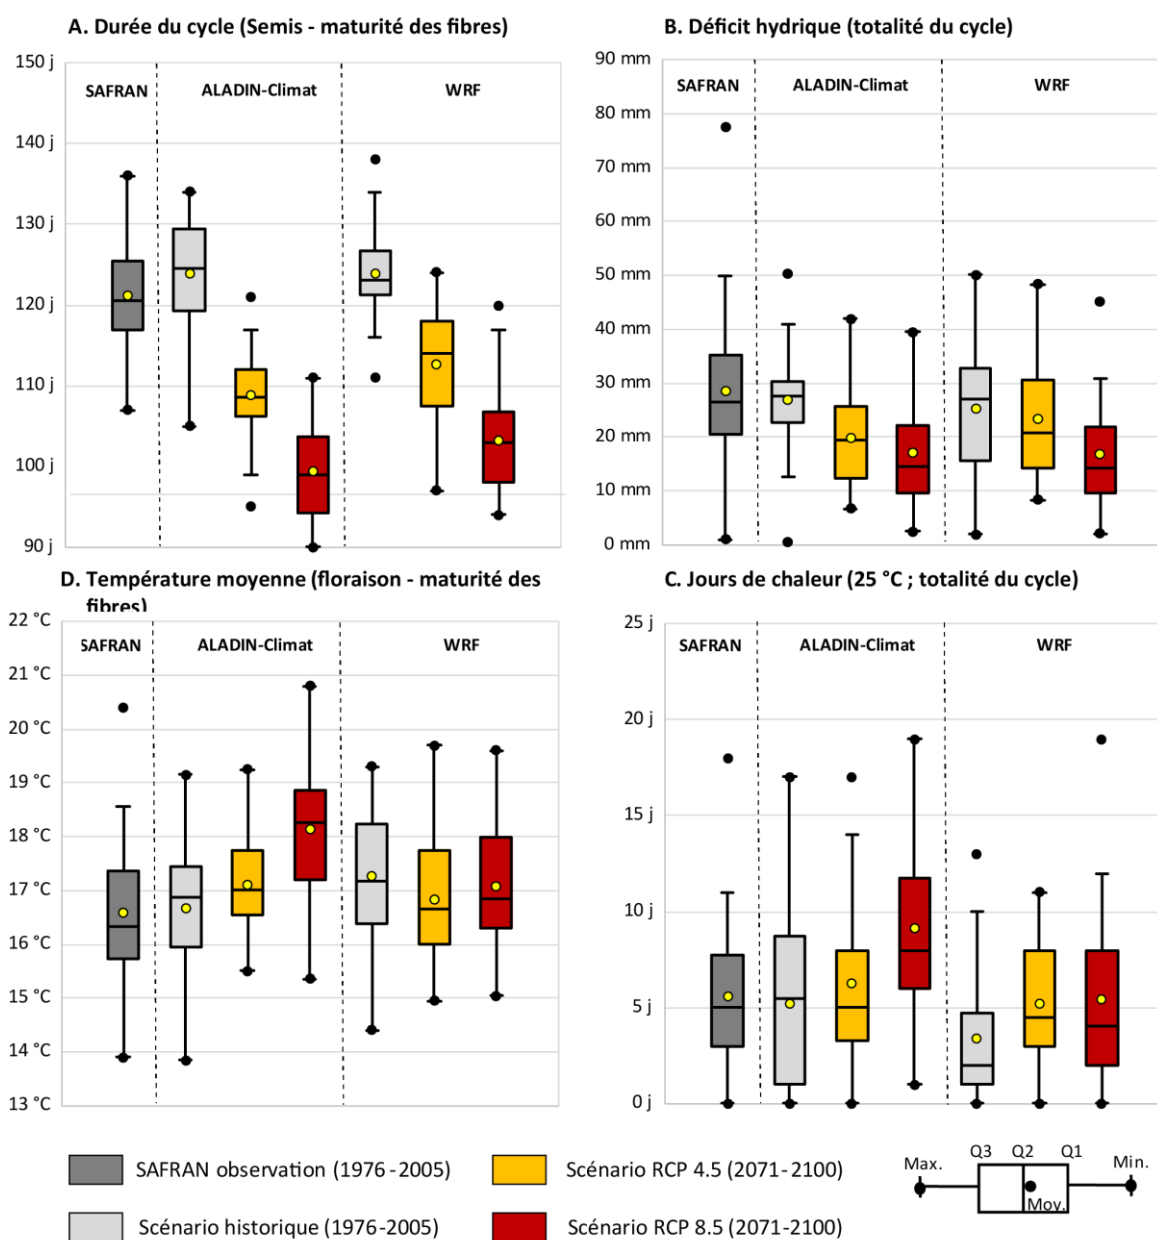 A. Durée du cycle (Semis - maturité des fibres)
150 j
140 j
130 j
120 j
110 j
100 j
90 j
SAFRAN
ALADIN-Climat
WRF
B. Déficit hydrique (totalité du cycle)
90 mm
80 mm
70 mm
60 mm
50 mm
40 mm
30 mm
20 mm
10 mm
0 mm
SAFRAN
ALADIN-Climat
WRF
D. Température moyenne (floraison - maturité des
fibres)
22 °C
21 °C
20 °C
19 °C
18 °C
17 °C
16 °C
15 °C
14 °C
13 °C
SAFRAN
ALADIN-Climat
WRF
C. Jours de chaleur (25 °C ; totalité du cycle)
25 j
20 j
15 j
10 j
5 j
0 j
SAFRAN
ALADIN-Climat
WRF
SAFRAN observation (1976-2005)
Scénario RCP 4.5 (2071-2100)
Scénario historique (1976-2005)
Scénario RCP 8.5 (2071-2100)
Max.
Q3
Q2
Q1
Min.
Moy.